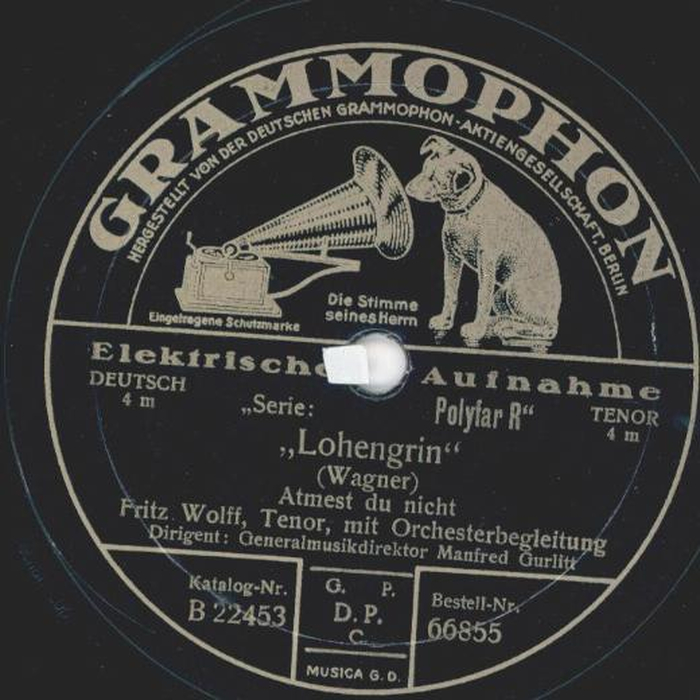 GRAMMOPHON
HERGESTELLT VON DER DEUTSCHEN GRAMMOPHON-AKTIENGESELLSCHAFT, BERLIN
Die Stimme
seines Herrn
Eingetragene Schutzmarke
Elektrische Aufnahme
DEUTSCH
4 m
„Serie: Polyfar R“
TENOR
4 m
„Lohengrin“
(Wagner)
Atmest du nicht
Fritz Wolff, Tenor, mit Orchesterbegleitung
Dirigent: Generalmusikdirektor Manfred Gurlitt
Katalog-Nr.
B 22453
G. P.
D.P.
C.
MUSICA G. D.
Bestell-Nr.
66855